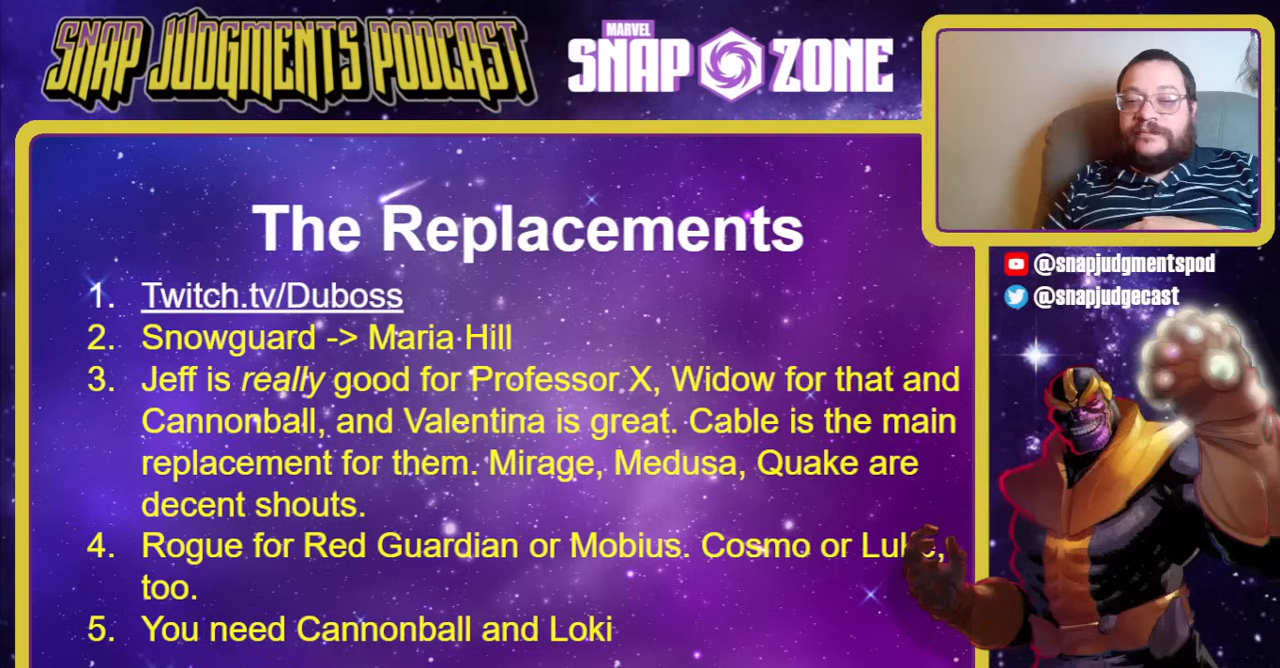 SNAP JUDGMENTS PODCAST
MARVEL
SNAP ZONE
The Replacements
1. Twitch.tv/Duboss
2. Snowguard -> Maria Hill
3. Jeff is really good for Professor X, Widow for that and
Cannonball, and Valentina is great. Cable is the main
replacement for them. Mirage, Medusa, Quake are
decent shouts.
4. Rogue for Red Guardian or Mobius. Cosmo or Luke,
too.
5. You need Cannonball and Loki
@snapjudgmentspod
@snapjudgecast